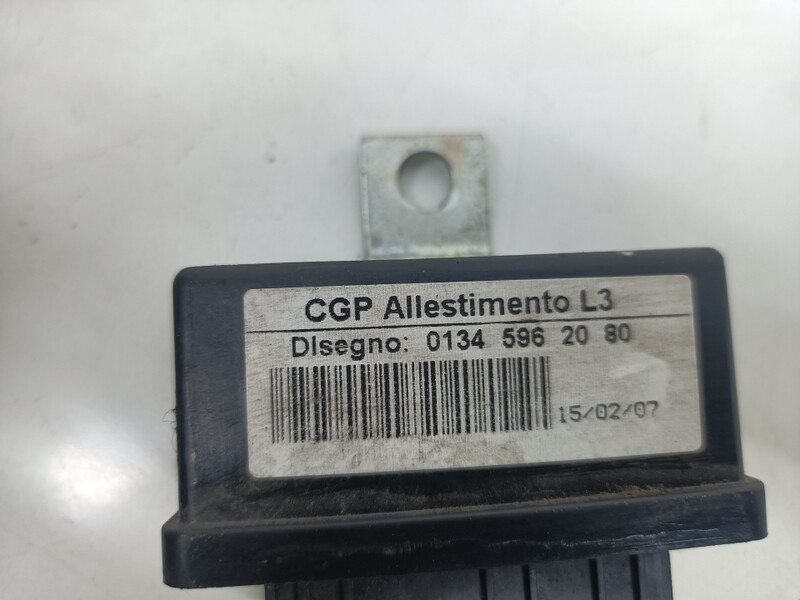 CGP Allestimento L3
Disegno: 0134 596 20 80
15/02/07